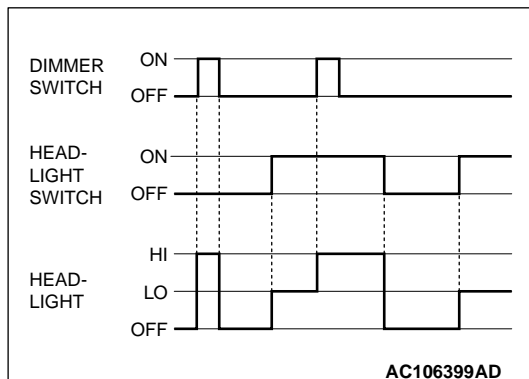 DIMMER
SWITCH
ON
OFF
HEAD-
LIGHT
SWITCH
ON
OFF
HEAD-
LIGHT
HI
LO
OFF
AC106399AD